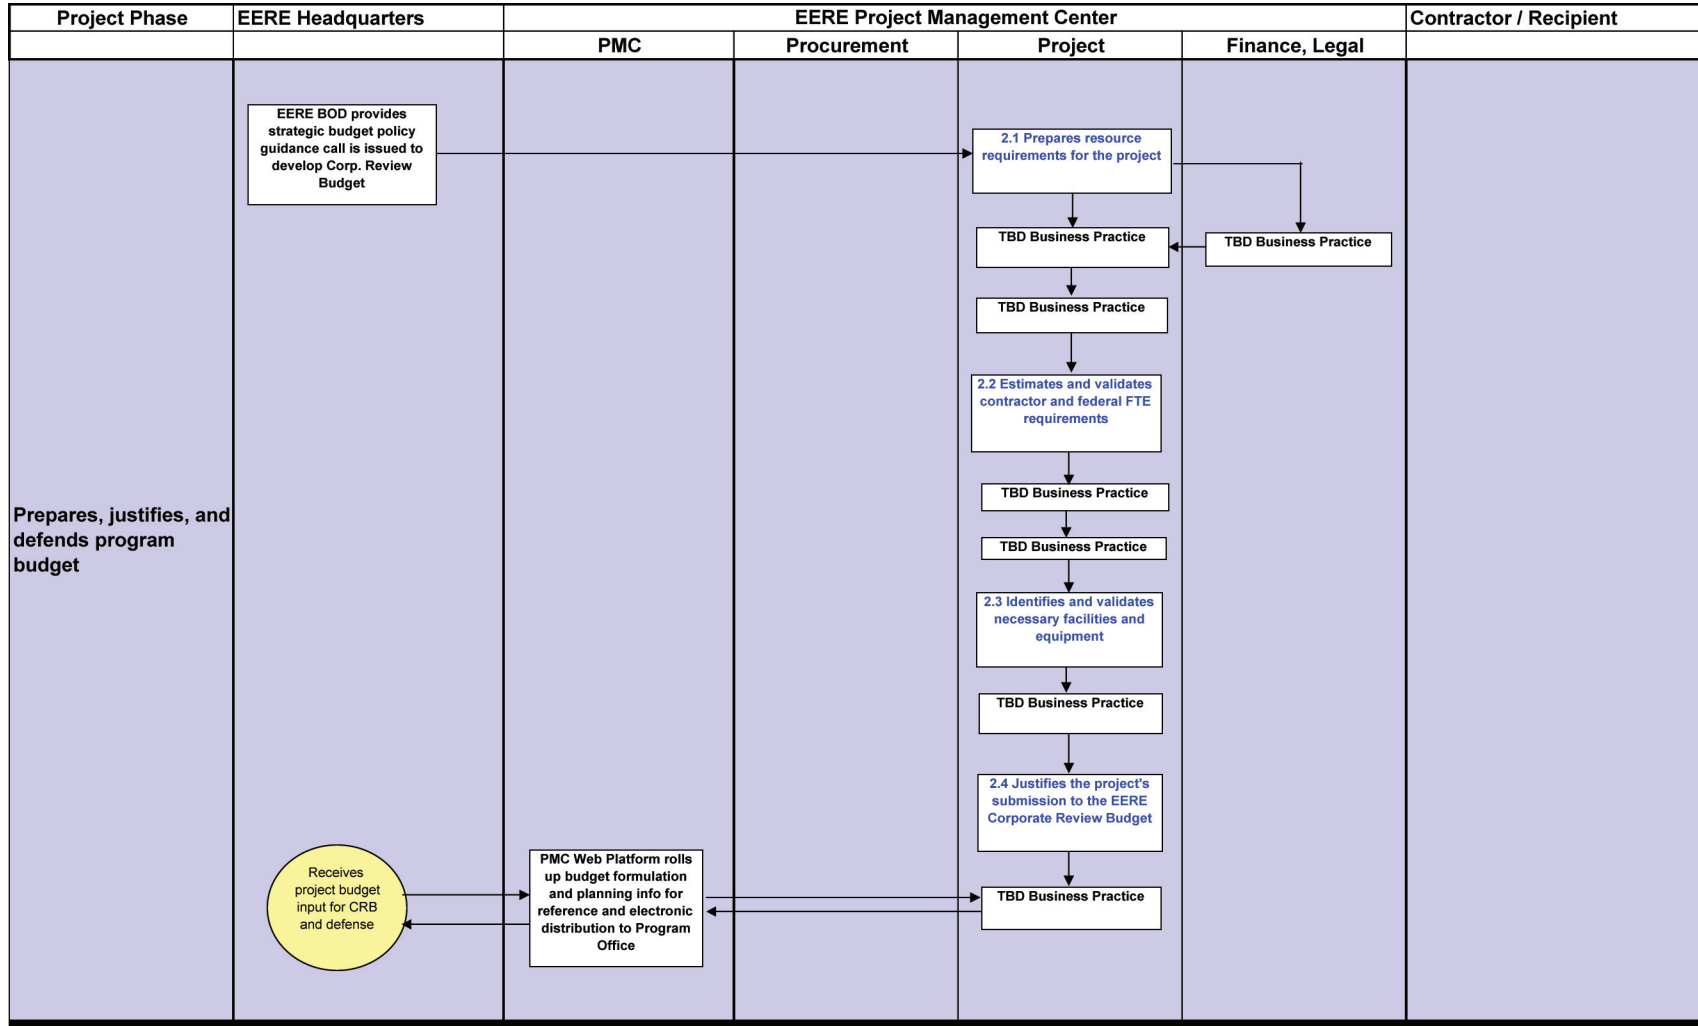 Project Phase
EERE Headquarters
EERE Project Management Center
Contractor / Recipient
PMC
Procurement
Project
Finance, Legal
EERE BOD provides
strategic budget policy
guidance call is issued to
develop Corp. Review
Budget
2.1 Prepares resource
requirements for the project
TBD Business Practice
TBD Business Practice
TBD Business Practice
2.2 Estimates and validates
contractor and federal FTE
requirements
TBD Business Practice
Prepares, justifies, and
defends program
budget
TBD Business Practice
2.3 Identifies and validates
necessary facilities and
equipment
TBD Business Practice
2.4 Justifies the project's
submission to the EERE
Corporate Review Budget
Receives
project budget
input for CRB
and defense
PMC Web Platform rolls
up budget formulation
and planning info for
reference and electronic
distribution to Program
Office
TBD Business Practice